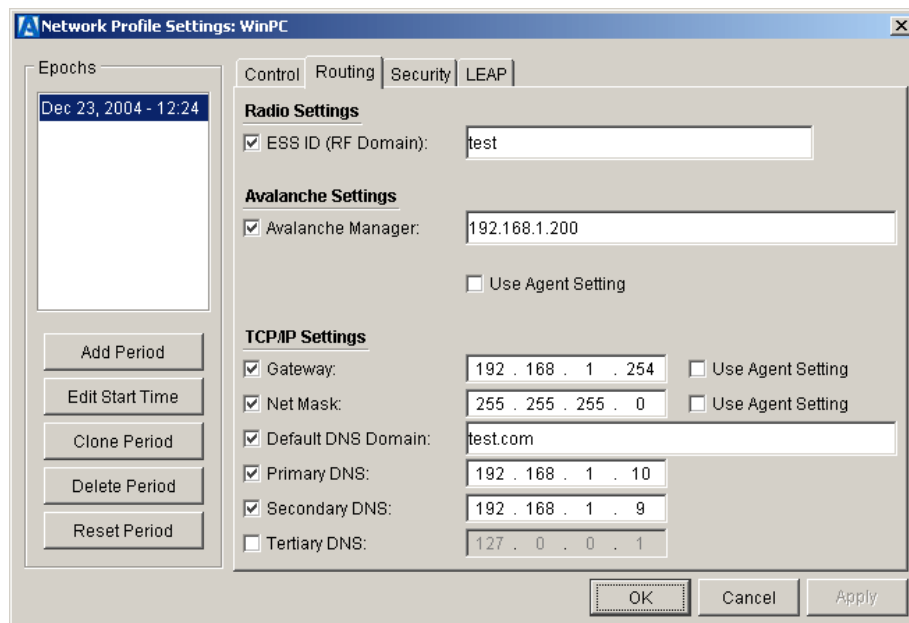 Network Profile Settings: WinPC
Epochs
Dec 23, 2004 - 12:24
Add Period
Edit Start Time
Clone Period
Delete Period
Reset Period
Control Routing Security LEAP
Radio Settings
ESS ID (RF Domain): test
Avalanche Settings
Avalanche Manager: 192.168.1.200
Use Agent Setting
TCP/IP Settings
Gateway: 192 . 168 . 1 . 254 Use Agent Setting
Net Mask: 255 . 255 . 255 . 0 Use Agent Setting
Default DNS Domain: test.com
Primary DNS: 192 . 168 . 1 . 10
Secondary DNS: 192 . 168 . 1 . 9
Tertiary DNS: 127 . 0 . 0 . 1
OK Cancel Apply